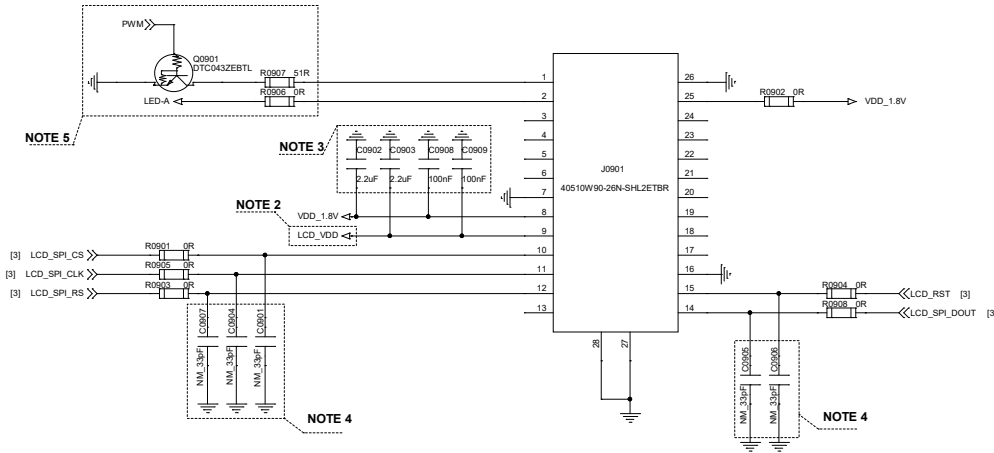 PWM
Q0901
DTC043ZEBTL
R0907 51R
R0906 0R
LED-A
NOTE 5
NOTE 3
C0902 C0903 C0908 C0909
2.2uF 2.2uF 100nF 100nF
NOTE 2
VDD_1.8V
LCD_VDD
[3] LCD_SPI_CS R0901 0R
[3] LCD_SPI_CLK R0905 0R
[3] LCD_SPI_RS R0903 0R
C0907 C0904 C0901
NM_33pF NM_33pF NM_33pF
NOTE 4
1
2
3
4
5
6
7
8
9
10
11
12
13
J0901
40510W90-26N-SHL2ETBR
28 27
26
25
24
23
22
21
20
19
18
17
16
15
14
R0902 0R
VDD_1.8V
R0904 0R LCD_RST [3]
R0908 0R LCD_SPI_DOUT [3
C0905 C0906
NM_33pF NM_33pF
NOTE 4